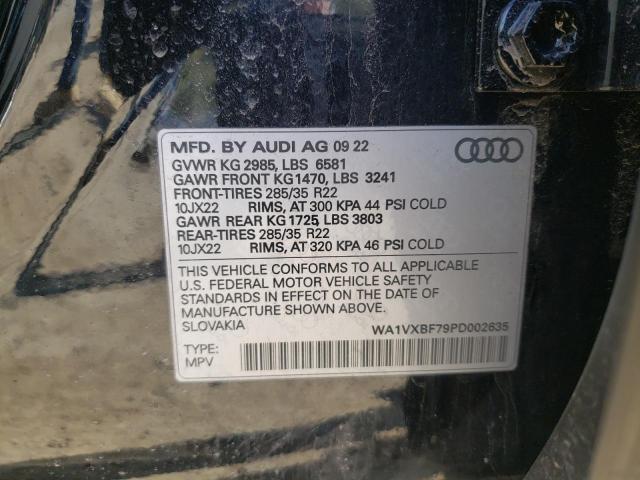 MFD. BY AUDI AG 09 22
GVWR KG 2985, LBS 6581
GAWR FRONT KG1470, LBS 3241
FRONT-TIRES 285/35 R22
10JX22 RIMS, AT 300 KPA 44 PSI COLD
GAWR REAR KG 1725, LBS 3803
REAR-TIRES 285/35 R22
10JX22 RIMS, AT 320 KPA 46 PSI COLD
THIS VEHICLE CONFORMS TO ALL APPLICABLE
U.S. FEDERAL MOTOR VEHICLE SAFETY
STANDARDS IN EFFECT ON THE DATE OF
MANUFACTURE SHOWN ABOVE.
SLOVAKIA WA1VXBF79PD002635
TYPE:
MPV